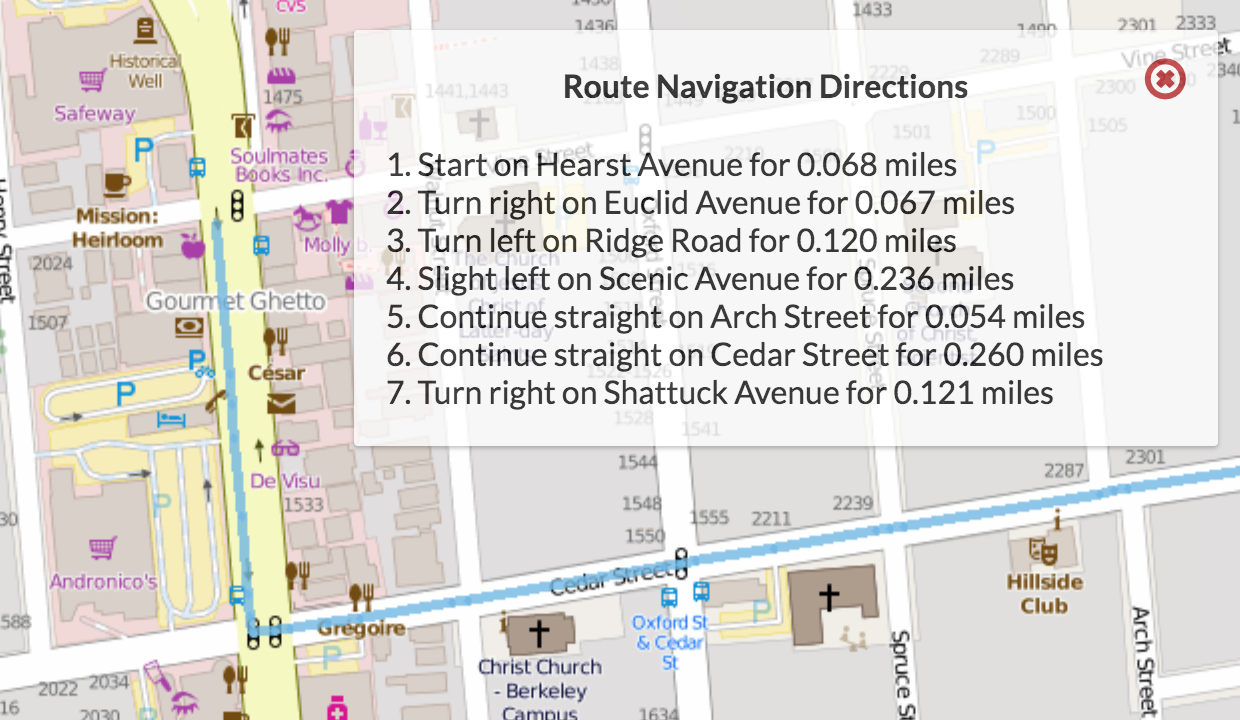 CVS
1436
1433
1490
2301
2333
Historical
Well
1438
2289
Vine Street
Route Navigation Directions
Safeway
1475
1441,1443
2300
1449
1500
1501
1505
Soulmates
Books Inc.
Vine Street
1. Start on Hearst Avenue for 0.068 miles
2. Turn right on Euclid Avenue for 0.067 miles
3. Turn left on Ridge Road for 0.120 miles
4. Slight left on Scenic Avenue for 0.236 miles
5. Continue straight on Arch Street for 0.054 miles
6. Continue straight on Cedar Street for 0.260 miles
7. Turn right on Shattuck Avenue for 0.121 miles
Mission:
Heirloom
Molly b.
2024
Gourmet Ghetto
1507
César
1528
1541
De Visu
1533
1544
2287
2301
1548
1555
2211
2239
1550
Andronico's
Cedar Street
Hillside
Club
Gregoire
Oxford St
& Cedar
St
Arch Street
Christ Church
- Berkeley
Campus
2022
2034
2030
1634